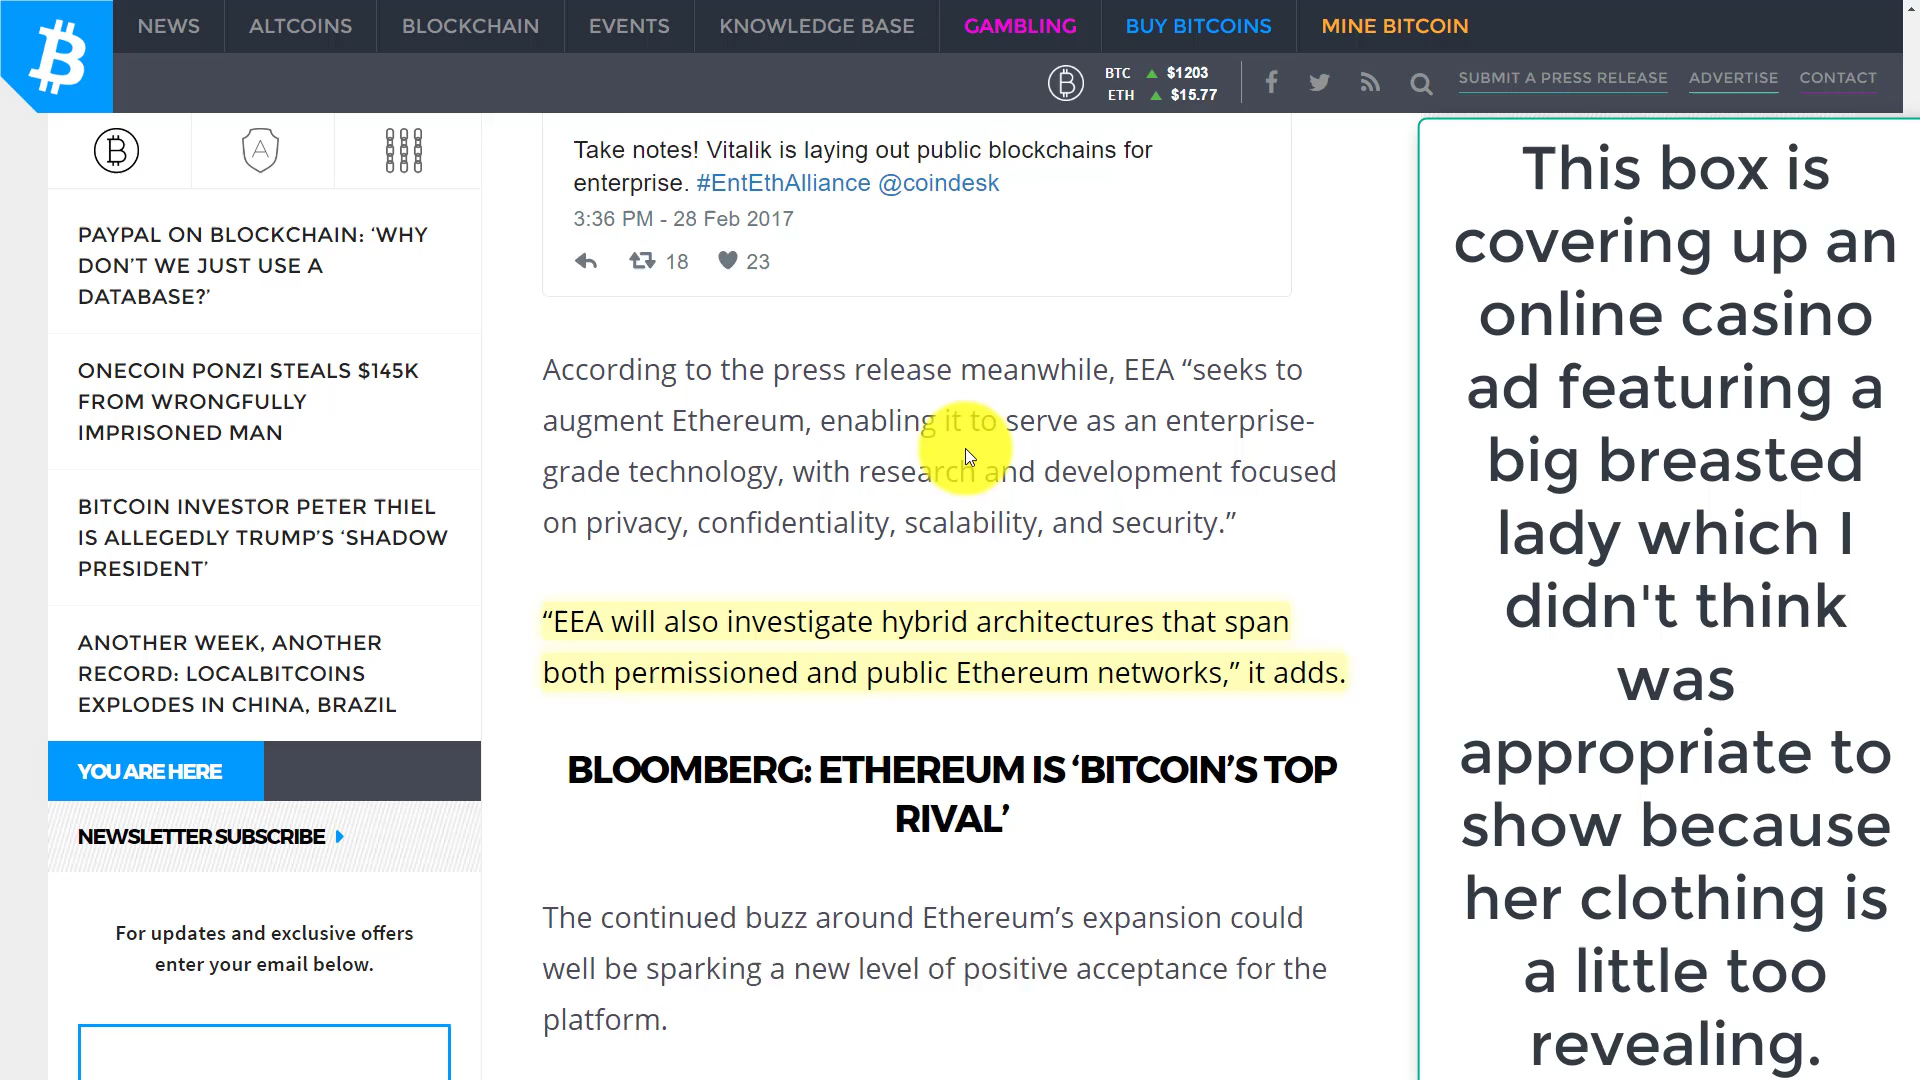 NEWS
ALTCOINS
BLOCKCHAIN
EVENTS
KNOWLEDGE BASE
GAMBLING
BUY BITCOINS
MINE BITCOIN
BTC ▲ $1203
ETH ▲ $15.77
SUBMIT A PRESS RELEASE
ADVERTISE
CONTACT
PAYPAL ON BLOCKCHAIN: ‘WHY
DON’T WE JUST USE A
DATABASE?’
ONECOIN PONZI STEALS $145K
FROM WRONGFULLY
IMPRISONED MAN
BITCOIN INVESTOR PETER THIEL
IS ALLEGEDLY TRUMP’S ‘SHADOW
PRESIDENT’
ANOTHER WEEK, ANOTHER
RECORD: LOCALBITCOINS
EXPLODES IN CHINA, BRAZIL
YOU ARE HERE
NEWSLETTER SUBSCRIBE
For updates and exclusive offers
enter your email below.
Take notes! Vitalik is laying out public blockchains for
enterprise. #EntEthAlliance @coindesk
3:36 PM - 28 Feb 2017
18
23
According to the press release meanwhile, EEA “seeks to
augment Ethereum, enabling it to serve as an enterprise-
grade technology, with research and development focused
on privacy, confidentiality, scalability, and security.”
“EEA will also investigate hybrid architectures that span
both permissioned and public Ethereum networks,” it adds.
BLOOMBERG: ETHEREUM IS ‘BITCOIN’S TOP
RIVAL’
The continued buzz around Ethereum’s expansion could
well be sparking a new level of positive acceptance for the
platform.
This box is
covering up an
online casino
ad featuring a
big breasted
lady which I
didn't think
was
appropriate to
show because
her clothing is
a little too
revealing.